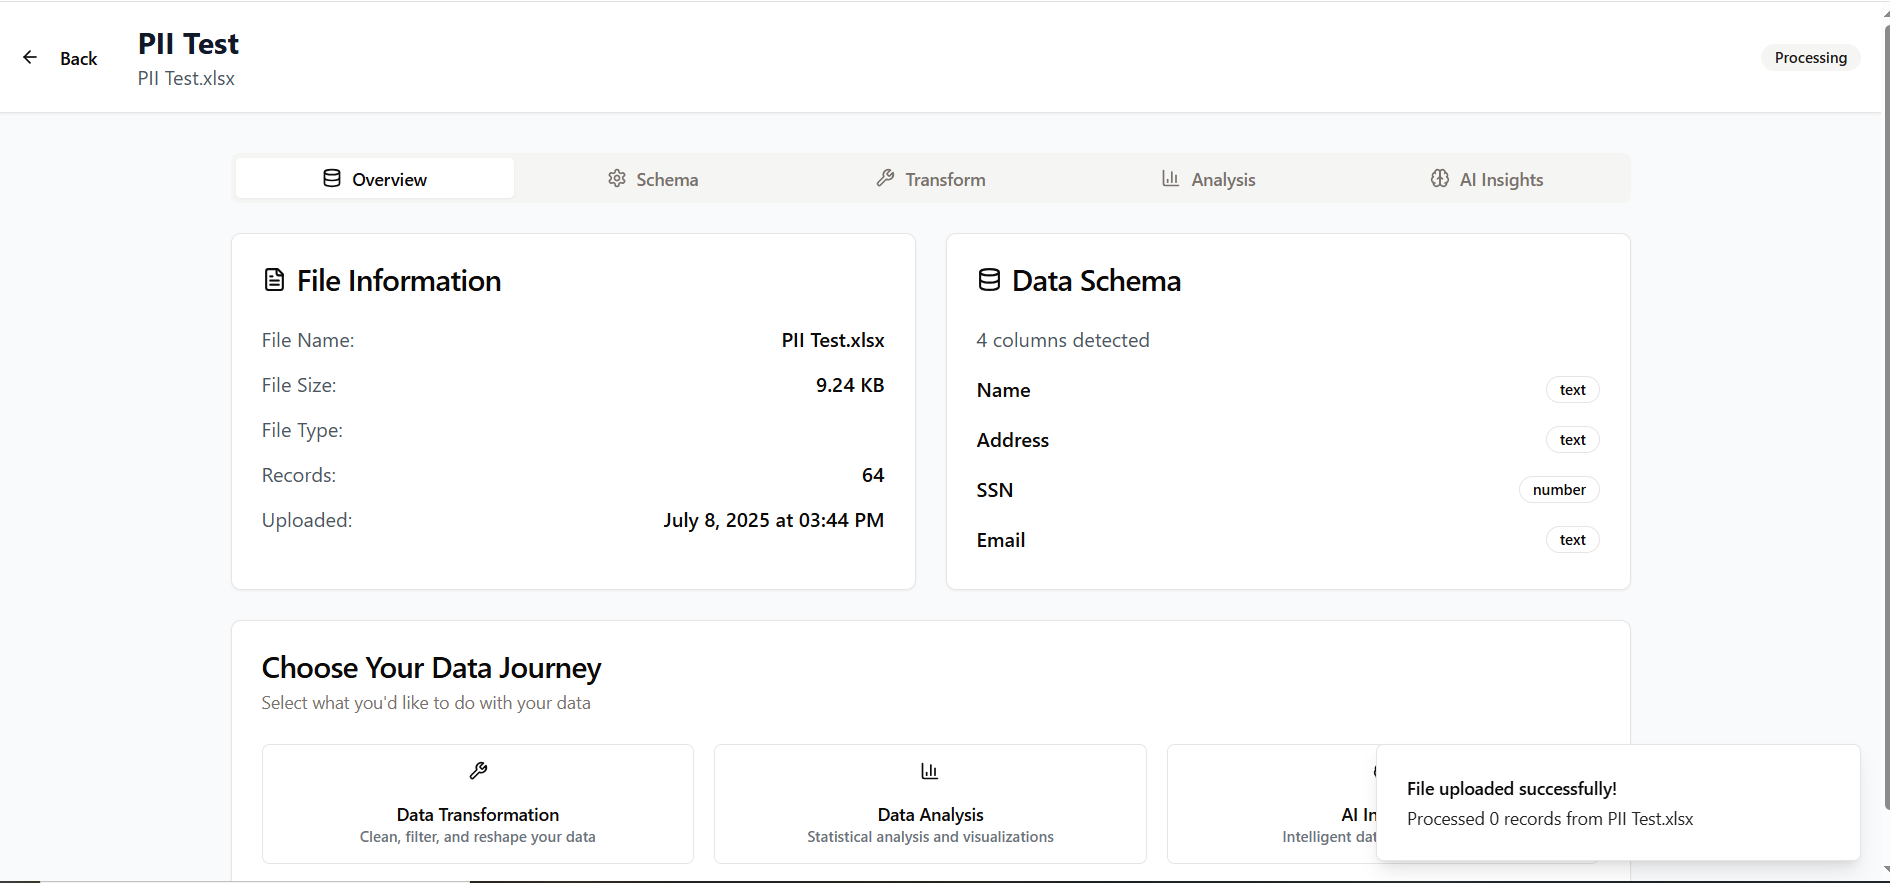 Back
PII Test
PII Test.xlsx
Processing
Overview
Schema
Transform
Analysis
AI Insights
File Information
File Name:
PII Test.xlsx
File Size:
9.24 KB
File Type:
Records:
64
Uploaded:
July 8, 2025 at 03:44 PM
Data Schema
4 columns detected
Name
text
Address
text
SSN
number
Email
text
Choose Your Data Journey
Select what you'd like to do with your data
Data Transformation
Clean, filter, and reshape your data
Data Analysis
Statistical analysis and visualizations
AI In
Intelligent dat
File uploaded successfully!
Processed 0 records from PII Test.xlsx